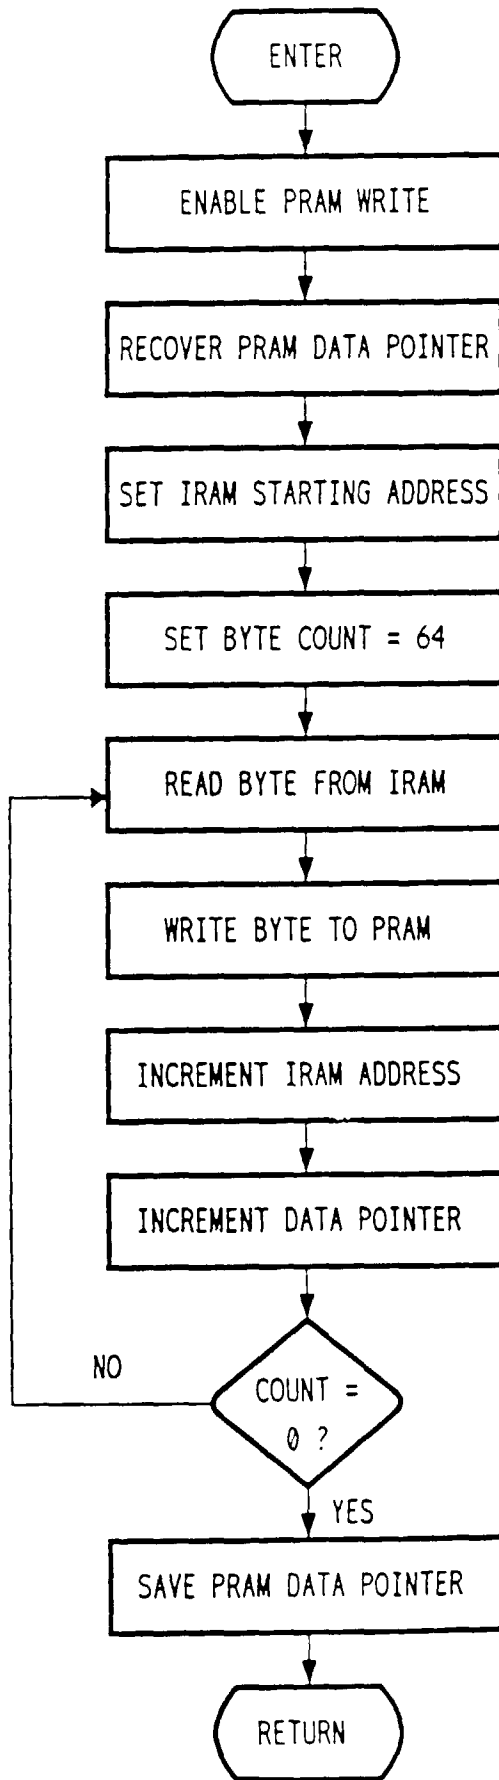 ENTER
ENABLE PRAM WRITE
RECOVER PRAM DATA POINTER
SET IRAM STARTING ADDRESS
SET BYTE COUNT = 64
READ BYTE FROM IRAM
WRITE BYTE TO PRAM
INCREMENT IRAM ADDRESS
INCREMENT DATA POINTER
NO
COUNT =
0 ?
YES
SAVE PRAM DATA POINTER
RETURN